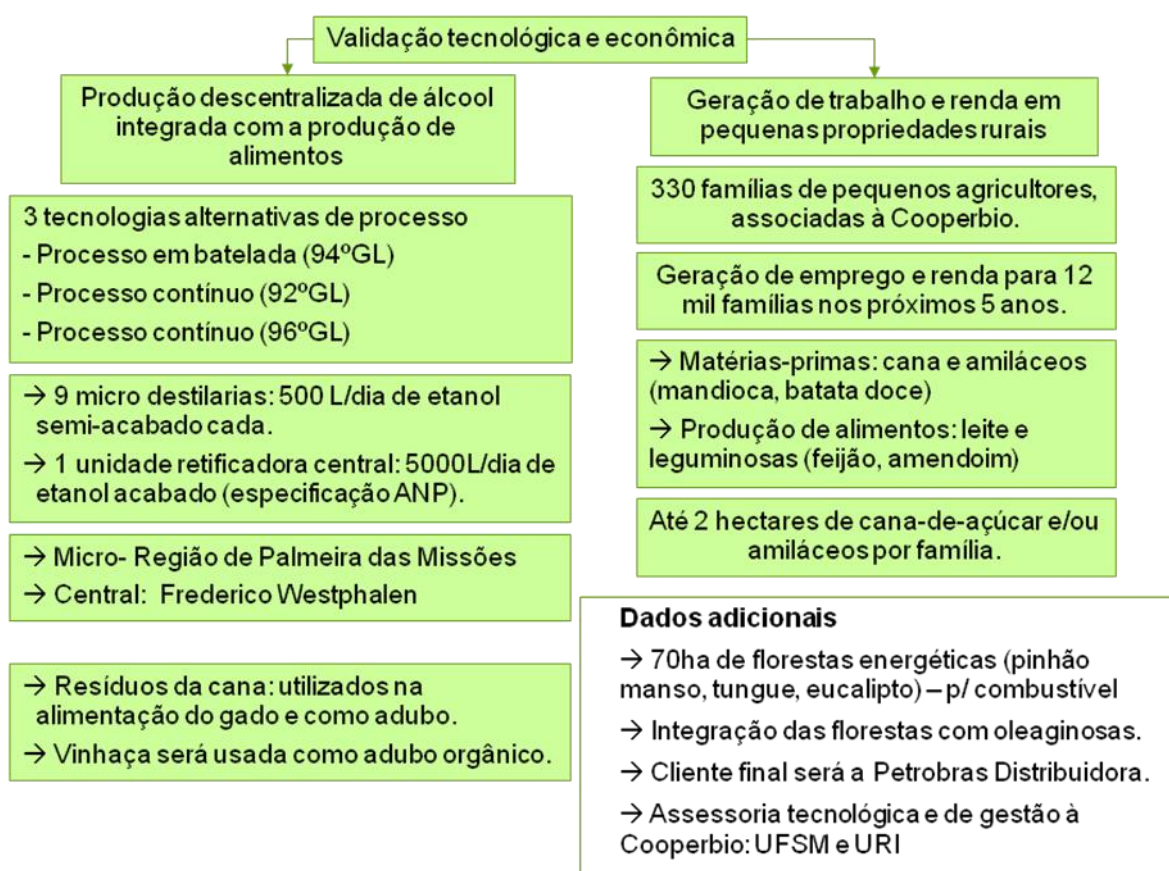 Validação tecnológica e econômica
Produção descentralizada de álcool
integrada com a produção de
alimentos
3 tecnologias alternativas de processo
- Processo em batelada (94ºGL)
- Processo contínuo (92ºGL)
- Processo contínuo (96ºGL)
→ 9 micro destilarias: 500 L/dia de etanol
semi-acabado cada.
→ 1 unidade retificadora central: 5000L/dia de
etanol acabado (especificação ANP).
→ Micro- Região de Palmeira das Missões
→ Central: Frederico Westphalen
→ Resíduos da cana: utilizados na
alimentação do gado e como adubo.
→ Vinhaça será usada como adubo orgânico.
Geração de trabalho e renda em
pequenas propriedades rurais
330 famílias de pequenos agricultores,
associadas à Cooperbio.
Geração de emprego e renda para 12
mil famílias nos próximos 5 anos.
→ Matérias-primas: cana e amiláceos
(mandioca, batata doce)
→ Produção de alimentos: leite e
leguminosas (feijão, amendoim)
Até 2 hectares de cana-de-açúcar e/ou
amiláceos por família.
Dados adicionais
→ 70ha de florestas energéticas (pinhão
manso, tungue, eucalipto) – p/ combustível
→ Integração das florestas com oleaginosas.
→ Cliente final será a Petrobras Distribuidora.
→ Assessoria tecnológica e de gestão à
Cooperbio: UFSM e URI